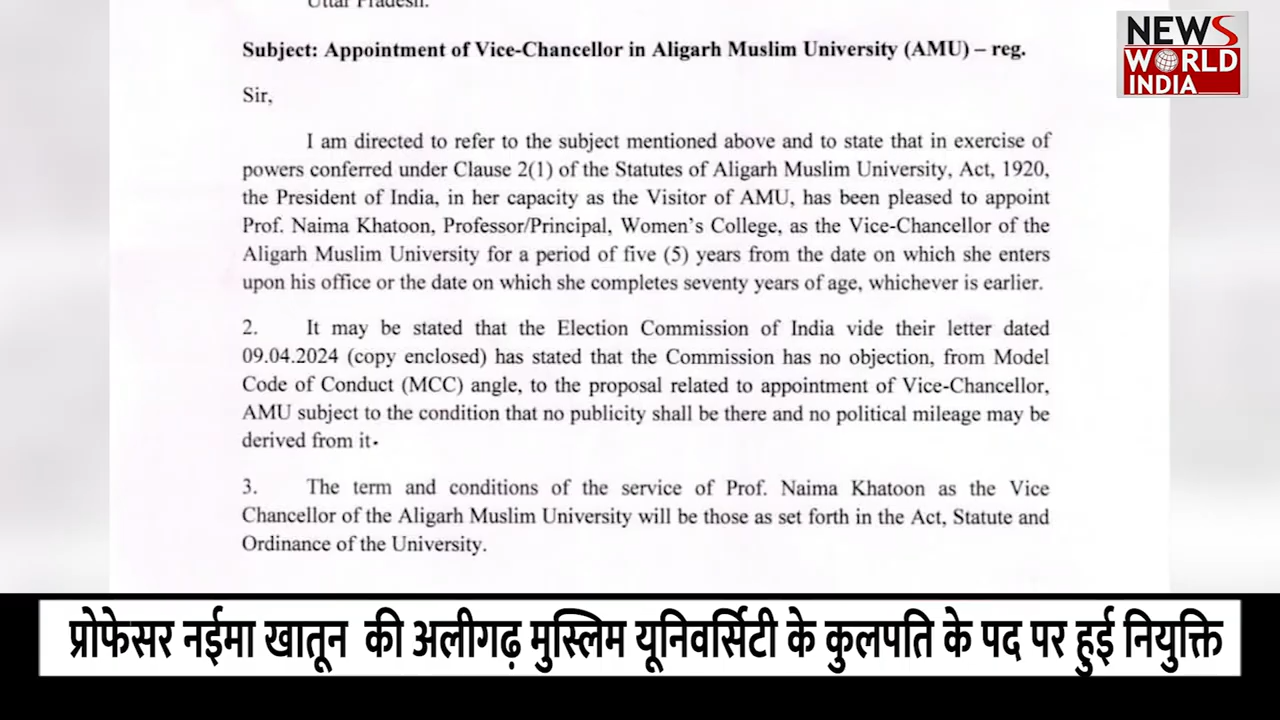 Uttar Pradesh.
NEWS
WORLD
INDIA
Subject: Appointment of Vice-Chancellor in Aligarh Muslim University (AMU) – reg.
Sir,
I am directed to refer to the subject mentioned above and to state that in exercise of
powers conferred under Clause 2(1) of the Statutes of Aligarh Muslim University, Act, 1920,
the President of India, in her capacity as the Visitor of AMU, has been pleased to appoint
Prof. Naima Khatoon, Professor/Principal, Women's College, as the Vice-Chancellor of the
Aligarh Muslim University for a period of five (5) years from the date on which she enters
upon his office or the date on which she completes seventy years of age, whichever is earlier.
2. It may be stated that the Election Commission of India vide their letter dated
09.04.2024 (copy enclosed) has stated that the Commission has no objection, from Model
Code of Conduct (MCC) angle, to the proposal related to appointment of Vice-Chancellor,
AMU subject to the condition that no publicity shall be there and no political mileage may be
derived from it.
3. The term and conditions of the service of Prof. Naima Khatoon as the Vice
Chancellor of the Aligarh Muslim University will be those as set forth in the Act, Statute and
Ordinance of the University.
प्रोफेसर नईमा खातून की अलीगढ़ मुस्लिम यूनिवर्सिटी के कुलपति के पद पर हुई नियुक्ति